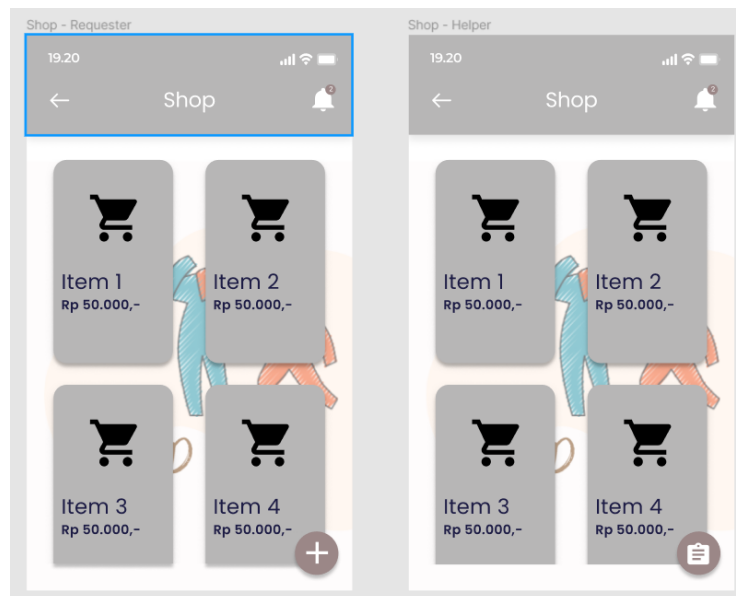 Shop - Requester
19.20
Shop
2
Item 1
Rp 50.000,-
Item 2
Rp 50.000,-
Item 3
Rp 50.000,-
Item 4
Rp 50.000,-
Shop - Helper
19.20
Shop
2
Item 1
Rp 50.000,-
Item 2
Rp 50.000,-
Item 3
Rp 50.000,-
Item 4
Rp 50.000,-